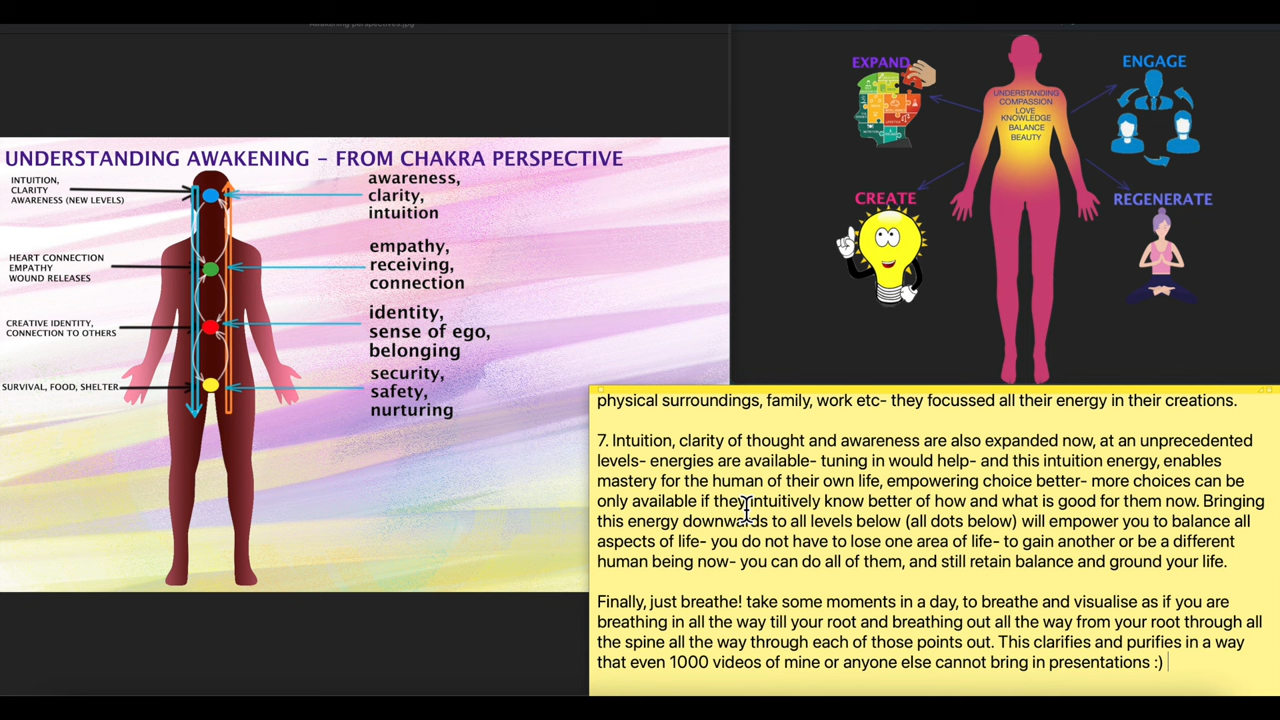 Awakening perspectives.jpg
UNDERSTANDING AWAKENING – FROM CHAKRA PERSPECTIVE
INTUITION,
CLARITY
AWARENESS (NEW LEVELS)
HEART CONNECTION
EMPATHY
WOUND RELEASES
CREATIVE IDENTITY,
CONNECTION TO OTHERS
SURVIVAL, FOOD, SHELTER
awareness,
clarity,
intuition
empathy,
receiving,
connection
identity,
sense of ego,
belonging
security,
safety,
nurturing
EXPAND
ENGAGE
UNDERSTANDING
COMPASSION
LOVE
KNOWLEDGE
BALANCE
BEAUTY
CREATE
REGENERATE
physical surroundings, family, work etc- they focussed all their energy in their creations.
7. Intuition, clarity of thought and awareness are also expanded now, at an unprecedented
levels- energies are available- tuning in would help- and this intuition energy, enables
mastery for the human of their own life, empowering choice better- more choices can be
only available if they intuitively know better of how and what is good for them now. Bringing
this energy downwads to all levels below (all dots below) will empower you to balance all
aspects of life- you do not have to lose one area of life- to gain another or be a different
human being now- you can do all of them, and still retain balance and ground your life.
Finally, just breathe! take some moments in a day, to breathe and visualise as if you are
breathing in all the way till your root and breathing out all the way from your root through all
the spine all the way through each of those points out. This clarifies and purifies in a way
that even 1000 videos of mine or anyone else cannot bring in presentations :)